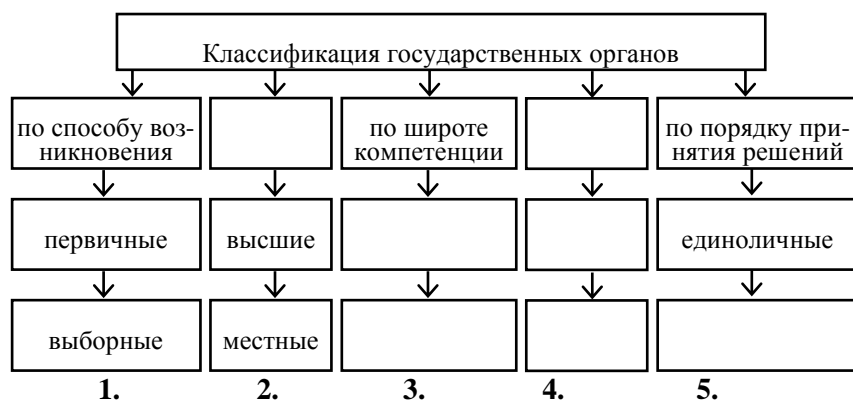 Классификация государственных органов
по способу воз-
никновения
по широте
компетенции
по порядку при-
нятия решений
первичные
высшие
единоличные
выборные
местные
1.
2.
3.
4.
5.